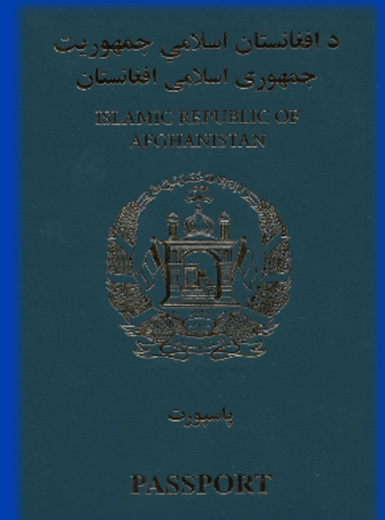 د افغانستان اسلامي جمهوریت
جمهوری اسلامی افغانستان
ISLAMIC REPUBLIC OF
AFGHANISTAN
پاسپورت
PASSPORT